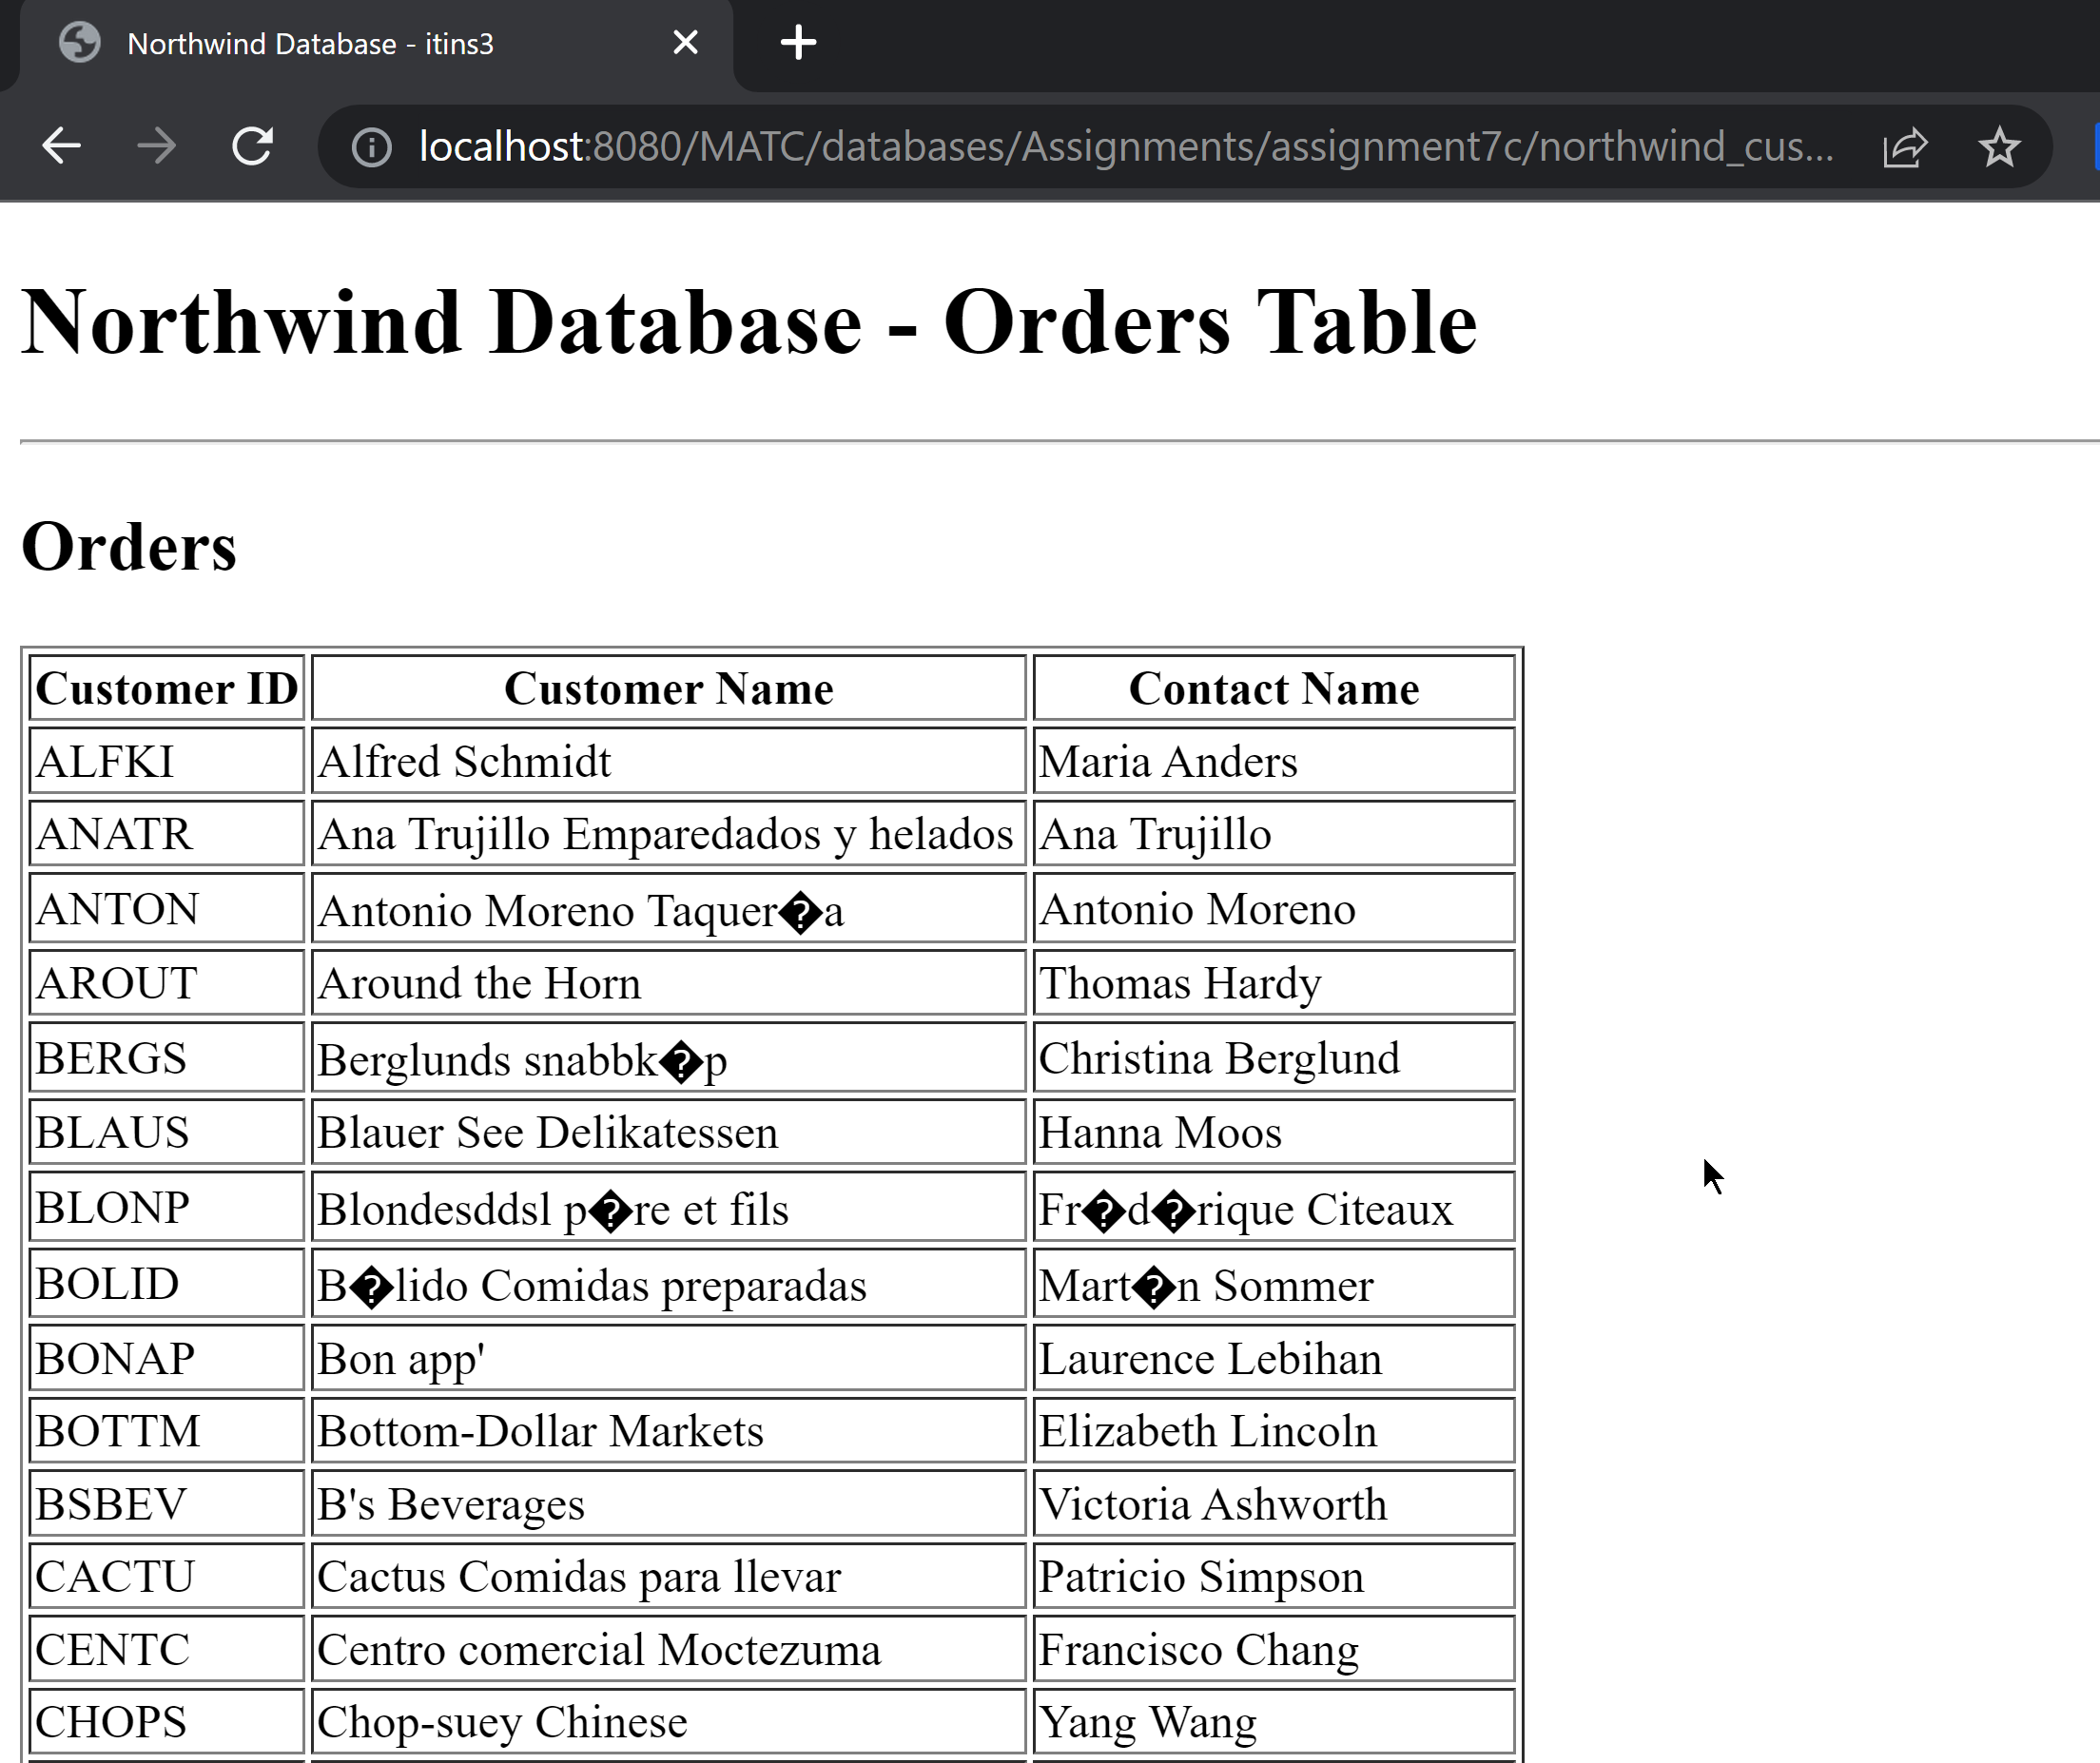 Northwind Database - itins3
localhost:8080/MATC/databases/Assignments/assignment7c/northwind_cus...
Northwind Database - Orders Table
Orders
Customer ID Customer Name Contact Name
ALFKI Alfred Schmidt Maria Anders
ANATR Ana Trujillo Emparedados y helados Ana Trujillo
ANTON Antonio Moreno Taquer�a Antonio Moreno
AROUT Around the Horn Thomas Hardy
BERGS Berglunds snabbk�p Christina Berglund
BLAUS Blauer See Delikatessen Hanna Moos
BLONP Blondesddsl p�re et fils Fr�d�rique Citeaux
BOLID B�lido Comidas preparadas Mart�n Sommer
BONAP Bon app' Laurence Lebihan
BOTTM Bottom-Dollar Markets Elizabeth Lincoln
BSBEV B's Beverages Victoria Ashworth
CACTU Cactus Comidas para llevar Patricio Simpson
CENTC Centro comercial Moctezuma Francisco Chang
CHOPS Chop-suey Chinese Yang Wang